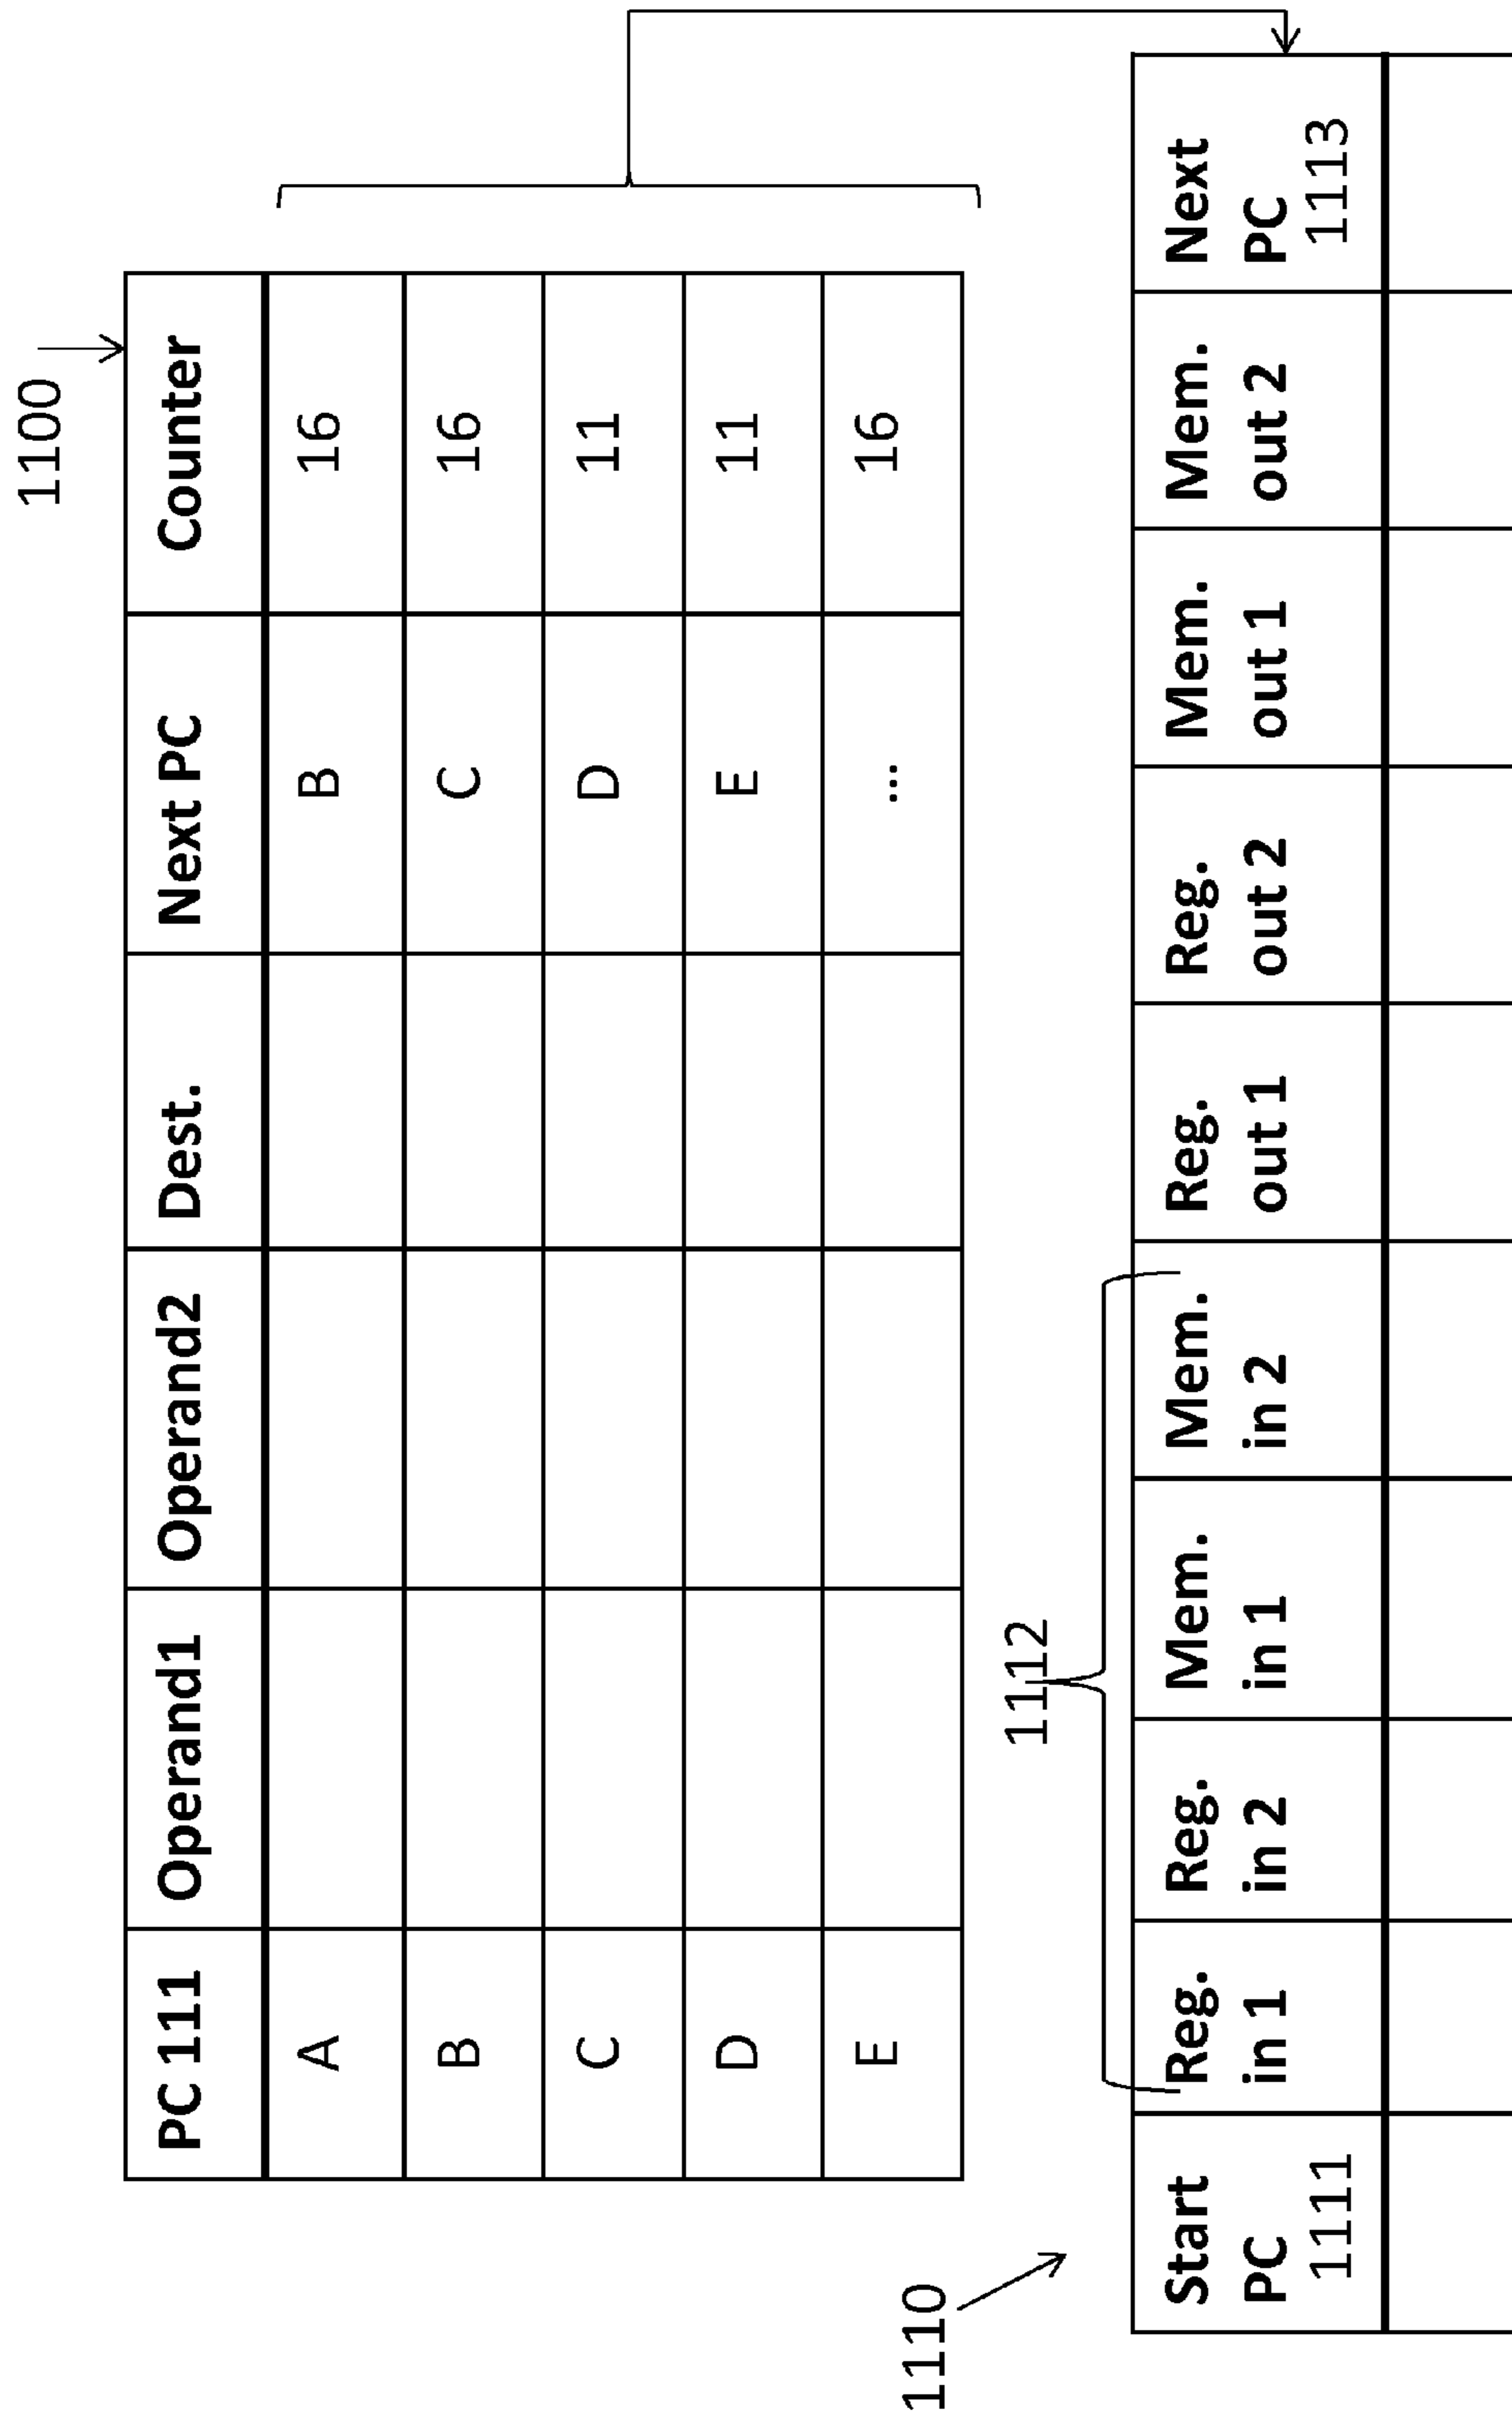 1100
PC 111 Operand1 Operand2 Dest. Next PC Counter
A B 16
B C 16
C D 11
D E 11
E ... 16
1110
1112
Start PC 1111 Reg. in 1 Reg. in 2 Mem. in 1 Mem. in 2 Reg. out 1 Reg. out 2 Mem. out 1 Mem. out 2 Next PC 1113